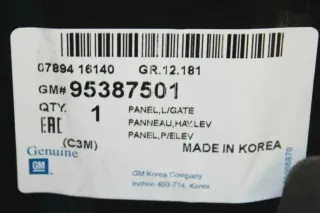 07894 16140 GR.12.181
GM# 95387501
QTY. 1
PANEL,L/GATE
PANNEAU,HAY.LEV
PANEL,P/ELEV
EAC
(C3M)
MADE IN KOREA
Genuine
GM
GM Korea Company
Incheon 403-714, Korea